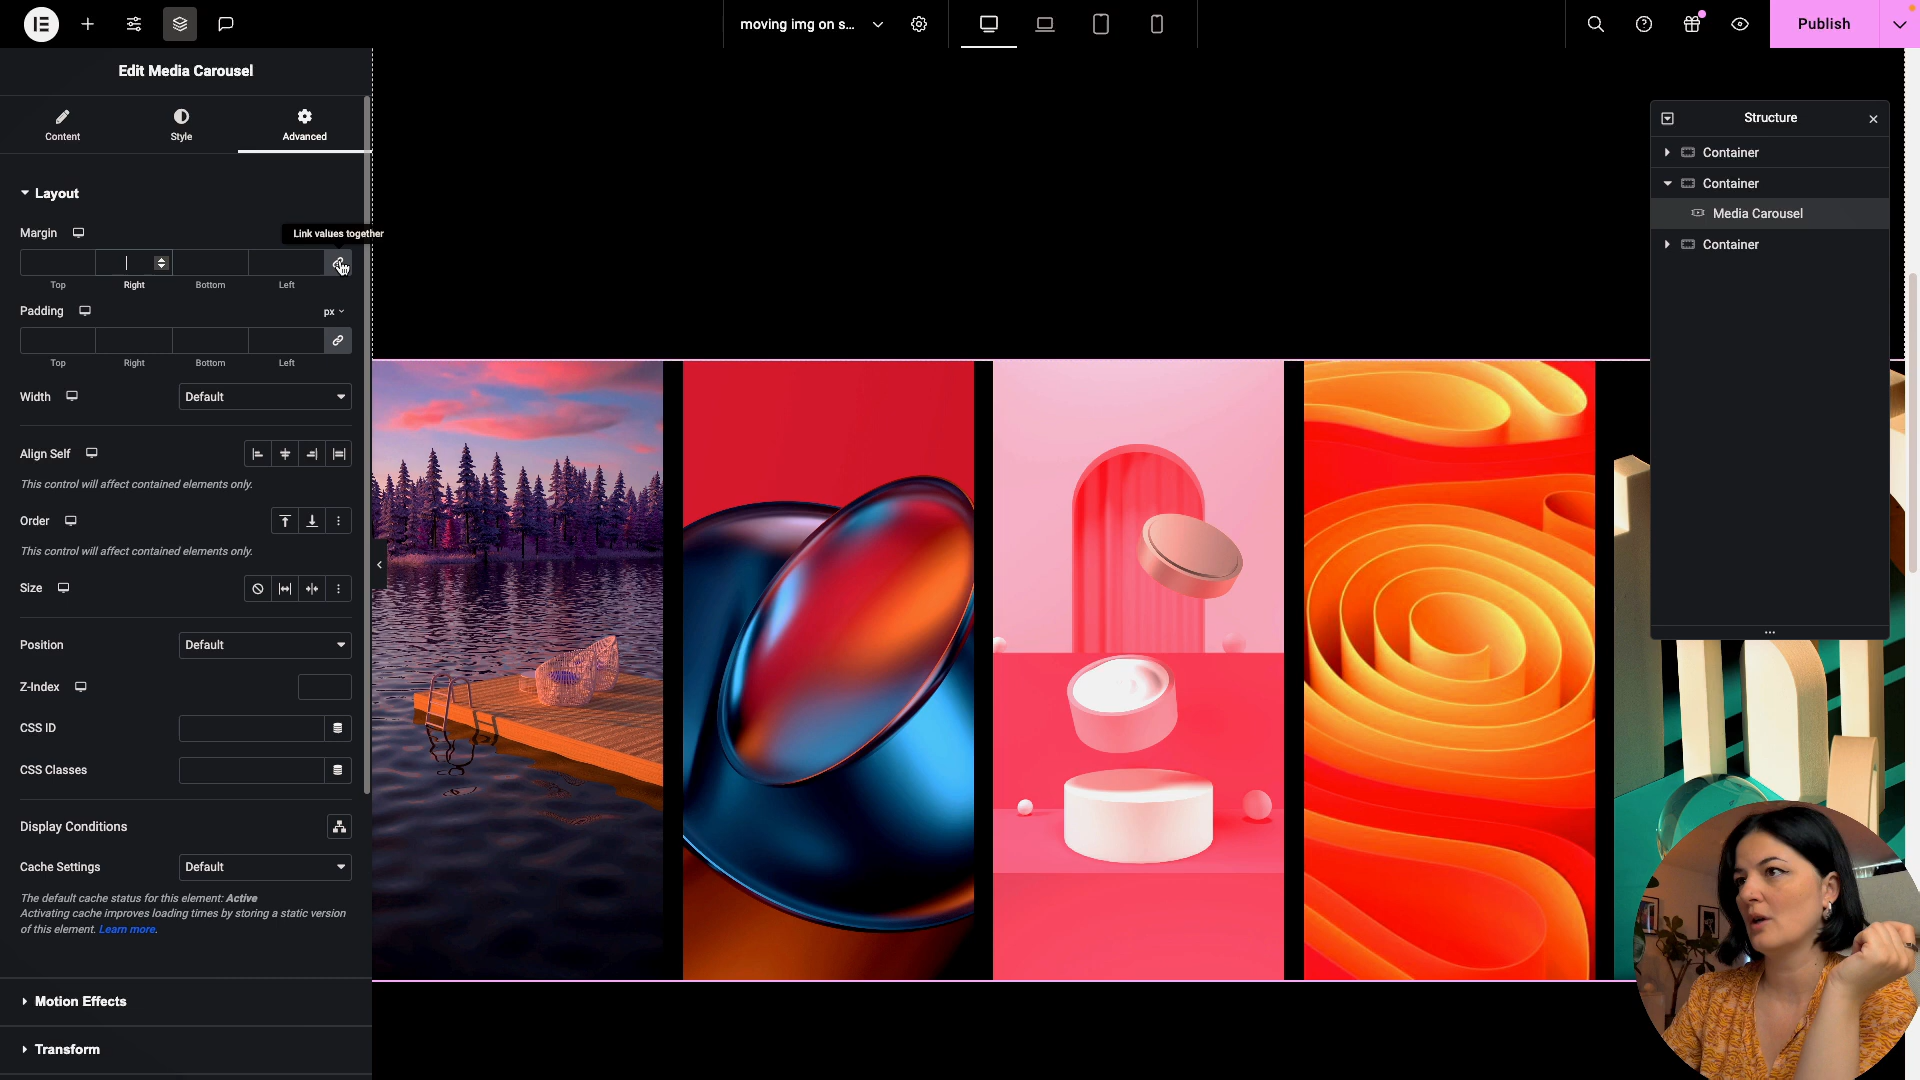 moving img on s...
Publish
Edit Media Carousel
Content
Style
Advanced
Layout
Margin
Link values together
Top
Right
Bottom
Left
Padding
px
Top
Right
Bottom
Left
Width
Default
Align Self
This control will affect contained elements only.
Order
This control will affect contained elements only.
Size
Position
Default
Z-Index
CSS ID
CSS Classes
Display Conditions
Cache Settings
Default
The default cache status for this element: Active
Activating cache improves loading times by storing a static version
of this element. Learn more.
Motion Effects
Transform
Structure
Container
Container
Media Carousel
Container